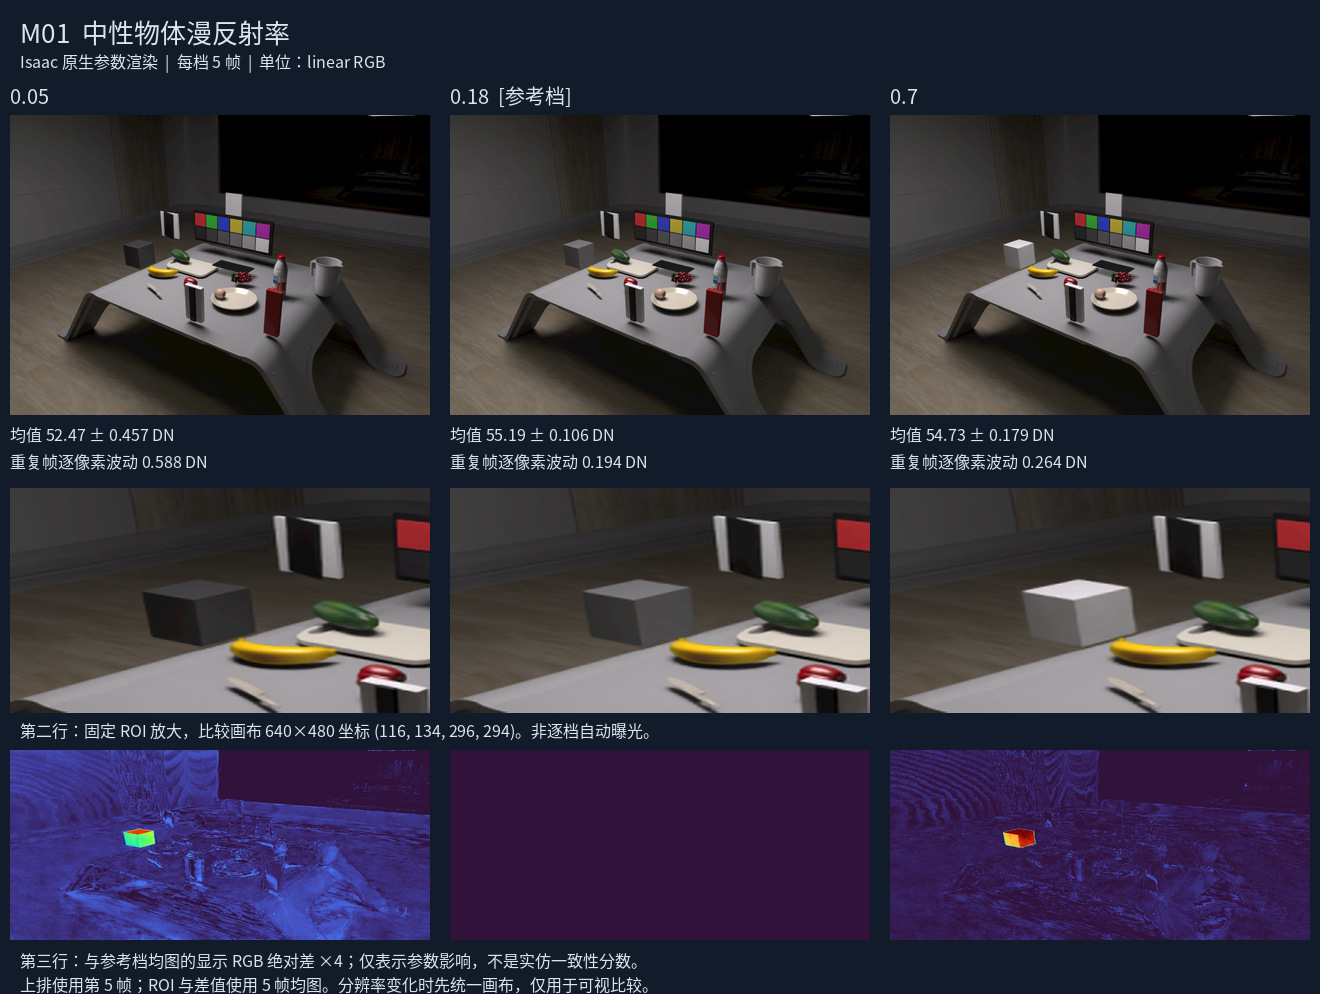 M01 中性物体漫反射率
Isaac 原生参数渲染 | 每档 5 帧 | 单位：linear RGB
0.05
0.18 [参考档]
0.7
均值 52.47 ± 0.457 DN
重复帧逐像素波动 0.588 DN
均值 55.19 ± 0.106 DN
重复帧逐像素波动 0.194 DN
均值 54.73 ± 0.179 DN
重复帧逐像素波动 0.264 DN
第二行：固定 ROI 放大，比较画布 640×480 坐标 (116, 134, 296, 294)。非逐档自动曝光。
第三行：与参考档均图的显示 RGB 绝对差 ×4；仅表示参数影响，不是实仿一致性分数。
上排使用第 5 帧；ROI 与差值使用 5 帧均图。分辨率变化时先统一画布，仅用于可视比较。